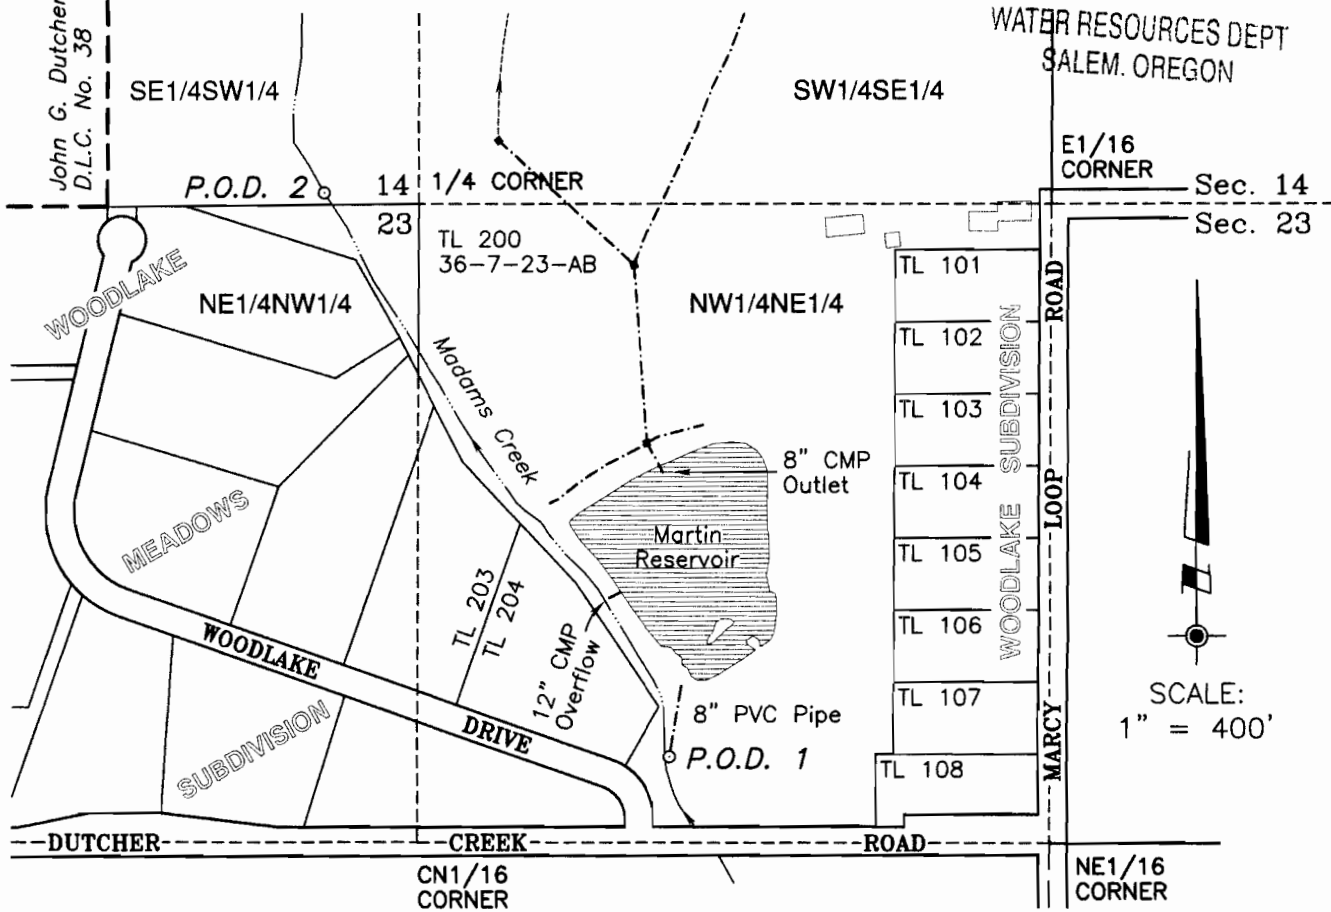 WATER RESOURCES DEPT
SALEM. OREGON
John G. Dutcher
D.L.C. No. 38
SE1/4SW1/4
SW1/4SE1/4
E1/16
CORNER
P.O.D. 2
14
1/4 CORNER
Sec. 14
23
Sec. 23
TL 200
36-7-23-AB
WOODLAKE
NE1/4NW1/4
NW1/4NE1/4
TL 101
TL 102
TL 103
TL 104
TL 105
TL 106
TL 107
TL 108
WOODLAKE SUBDIVISION
MARCY LOOP ROAD
Madams Creek
8" CMP
Outlet
Martin
Reservoir
MEADOWS
TL 203
TL 204
12" CMP
Overflow
WOODLAKE DRIVE
SUBDIVISION
8" PVC Pipe
P.O.D. 1
SCALE:
1" = 400'
DUTCHER CREEK ROAD
CN1/16
CORNER
NE1/16
CORNER